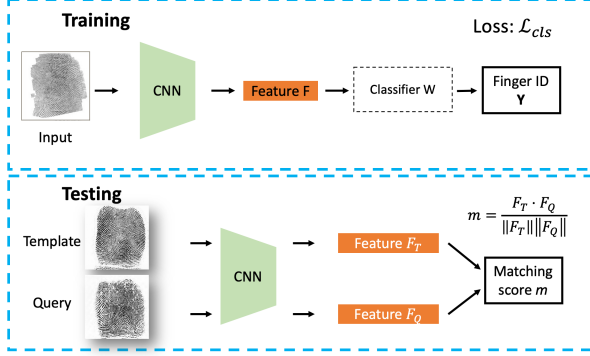 Training
Loss: ℒ_cls
CNN
Feature F
Classifier W
Finger ID
Y
Input
Testing
Template
Query
CNN
Feature F_T
Feature F_Q
m = F_T · F_Q / ‖F_T‖‖F_Q‖
Matching
score m